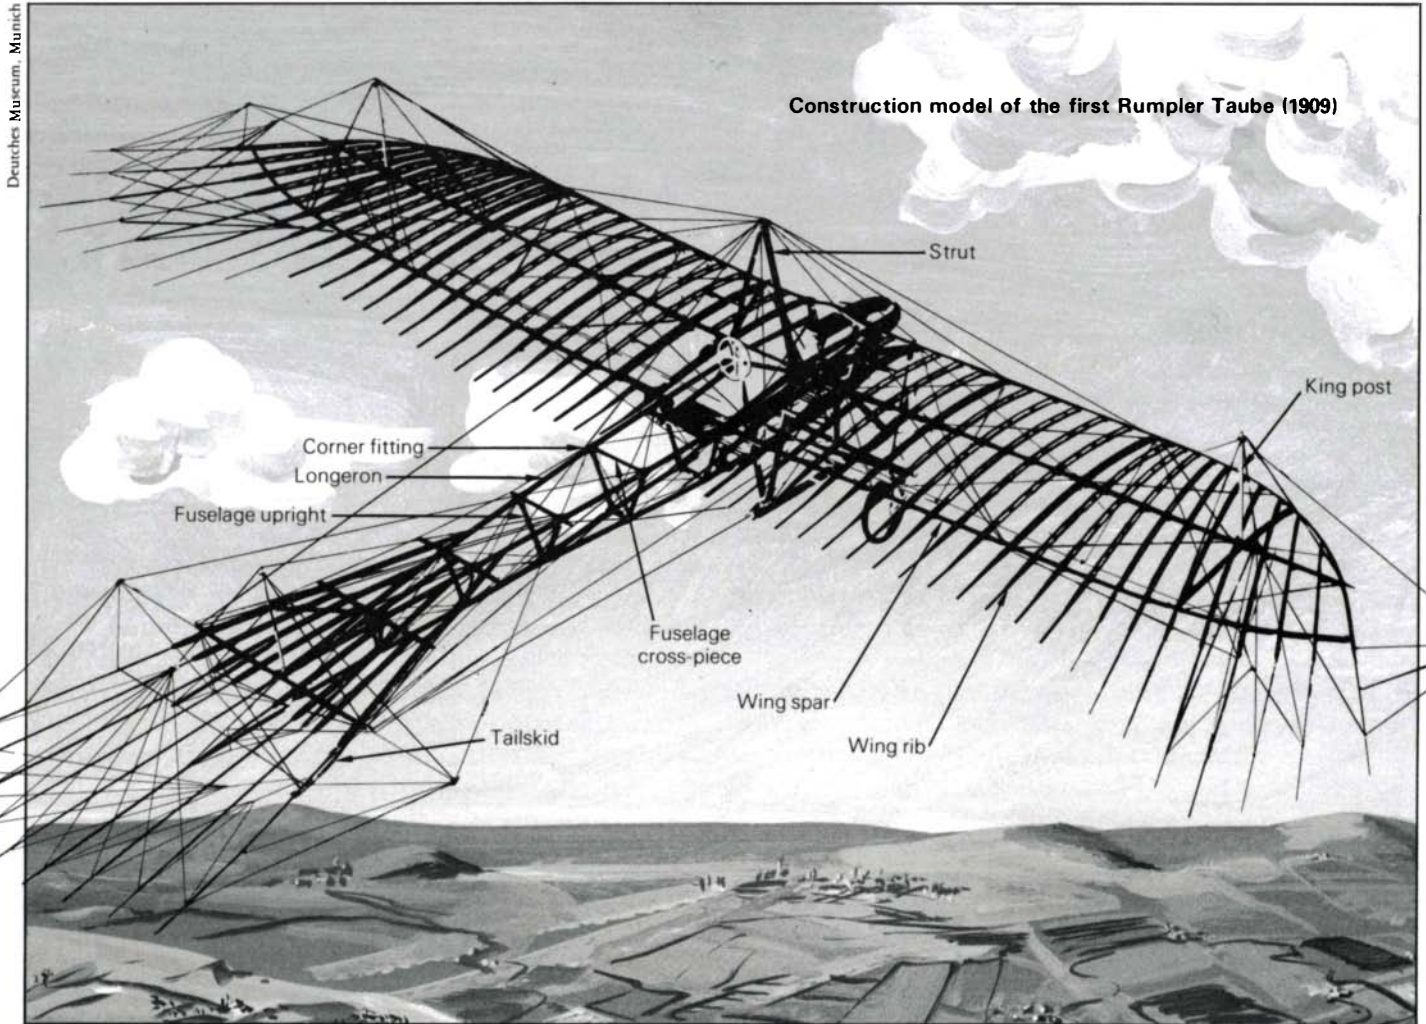 Deutches Museum, Munich
Construction model of the first Rumpler Taube (1909)
Strut
King post
Corner fitting
Longeron
Fuselage upright
Fuselage
cross-piece
Wing spar
Wing rib
Tailskid